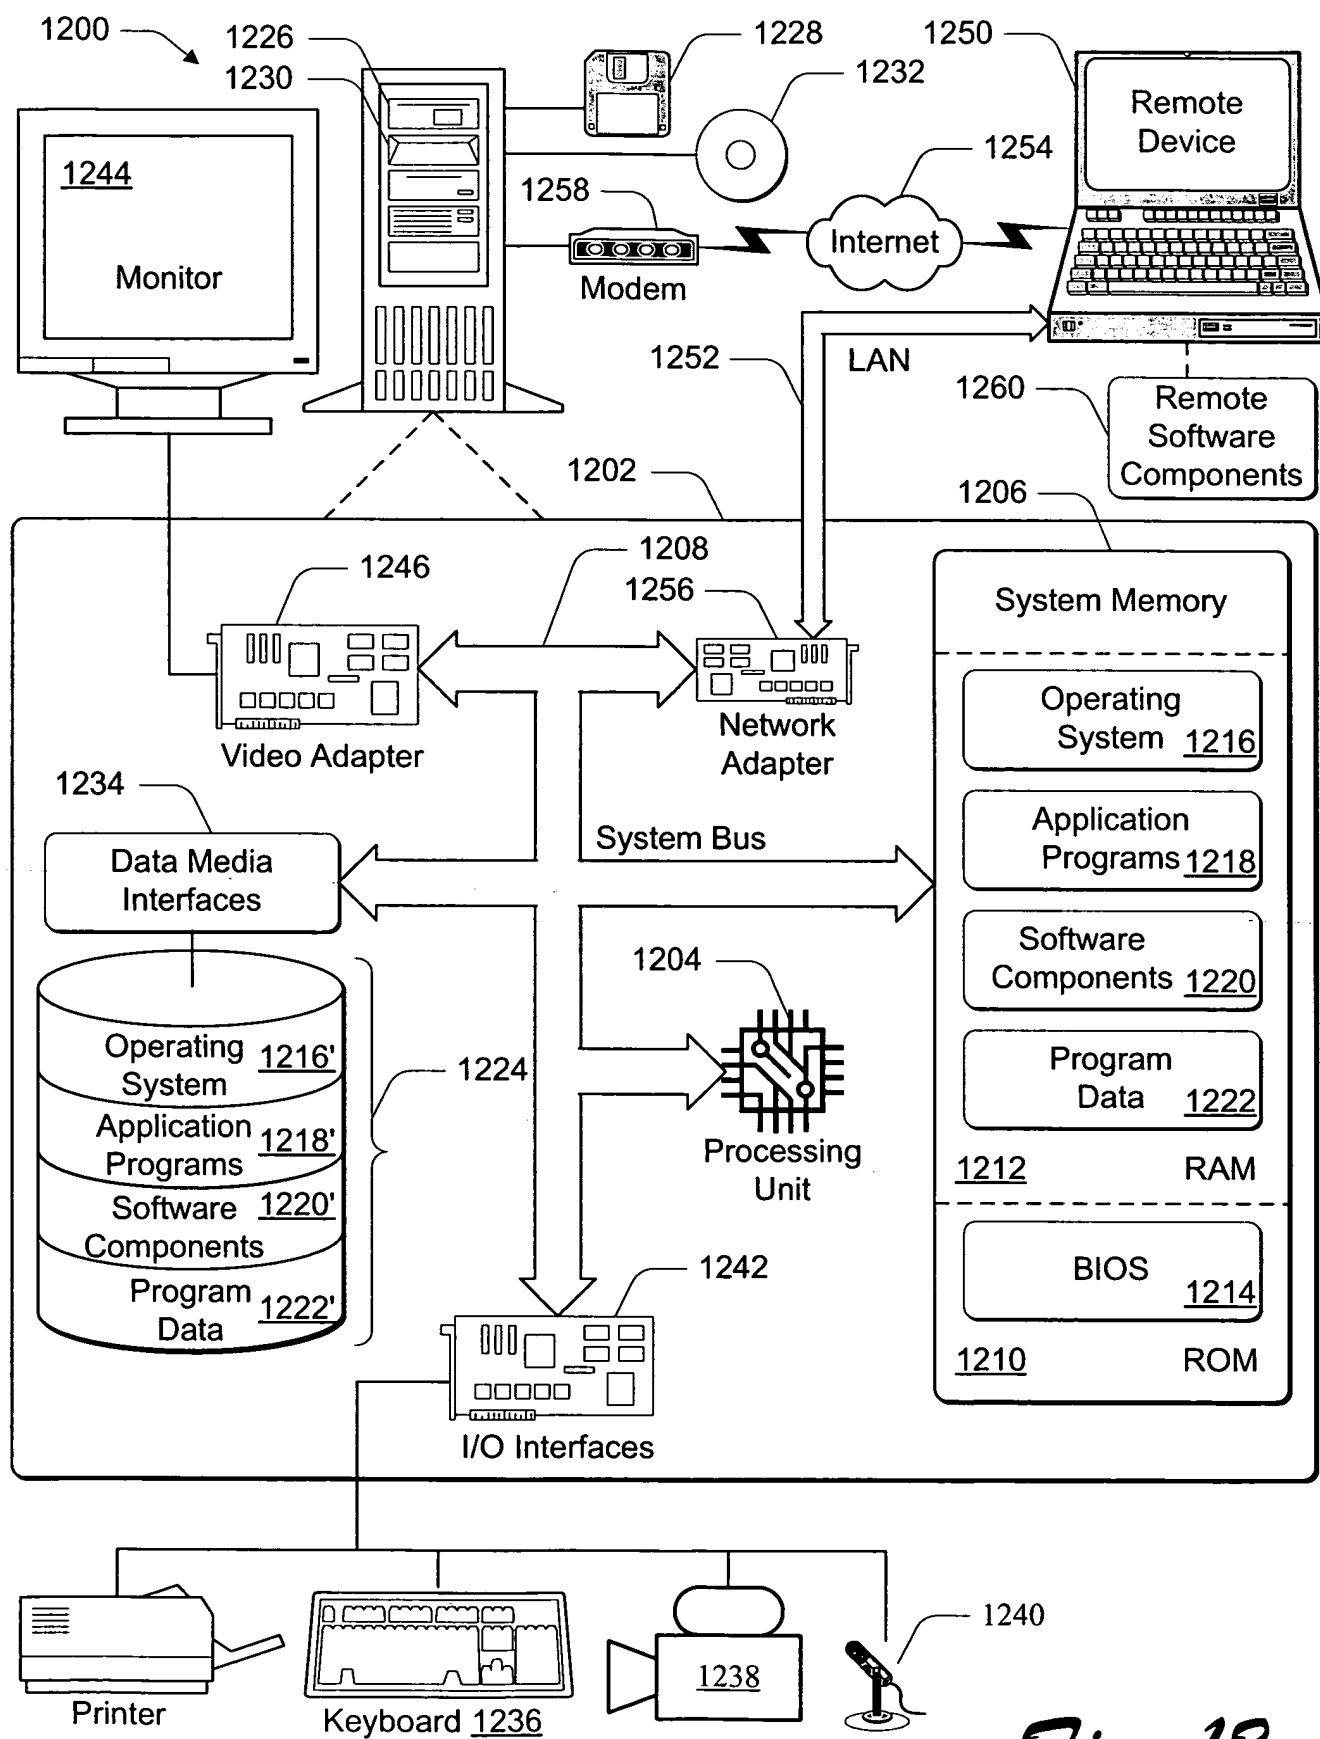 1200
1226
1230
1228
1232
1250
Remote
Device
1254
1244
Monitor
1258
Internet
Modem
1252
LAN
1260
Remote
Software
Components
1202
1206
1246
1208
1256
System Memory
Video Adapter
Network
Adapter
Operating
System 1216
Application
Programs 1218
Software
Components 1220
Program
Data 1222
1212 RAM
BIOS
1214
1210 ROM
1234
Data Media
Interfaces
System Bus
1204
Processing
Unit
Operating
System 1216'
Application
Programs 1218'
Software
Components 1220'
Program
Data 1222'
1224
1242
I/O Interfaces
Printer
Keyboard 1236
1238
1240